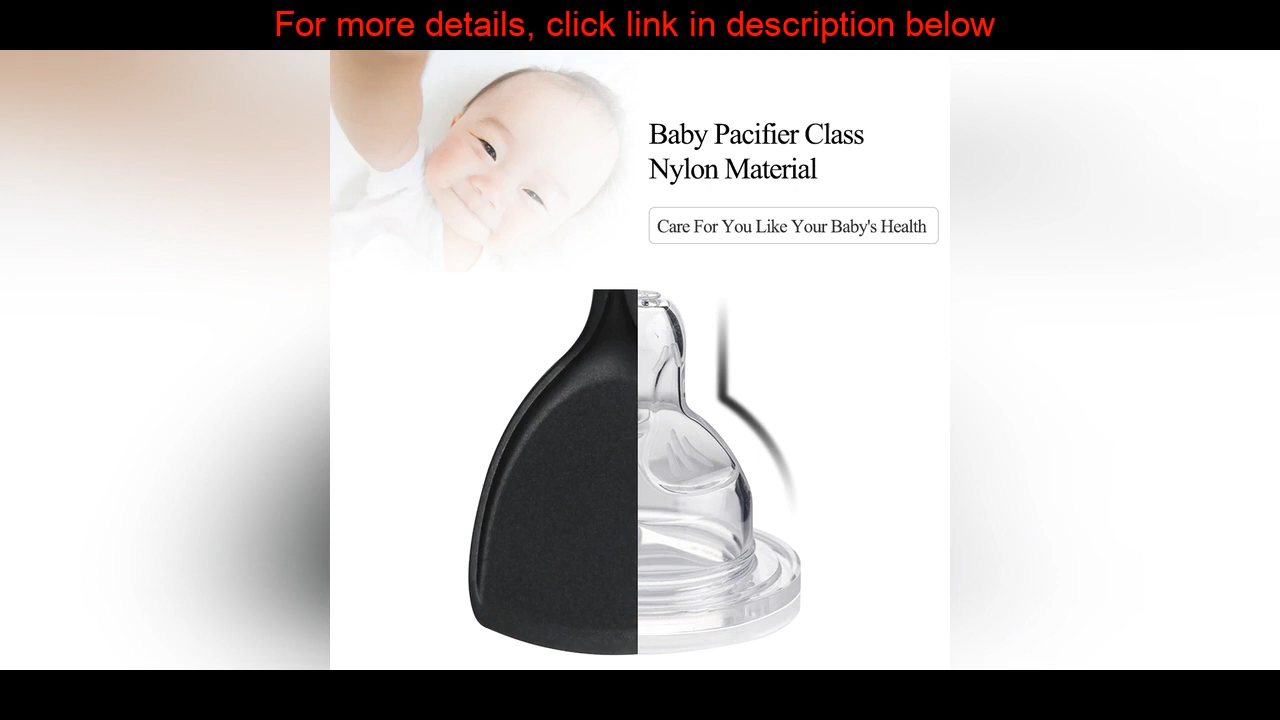 For more details, click link in description below
Baby Pacifier Class
Nylon Material
Care For You Like Your Baby's Health